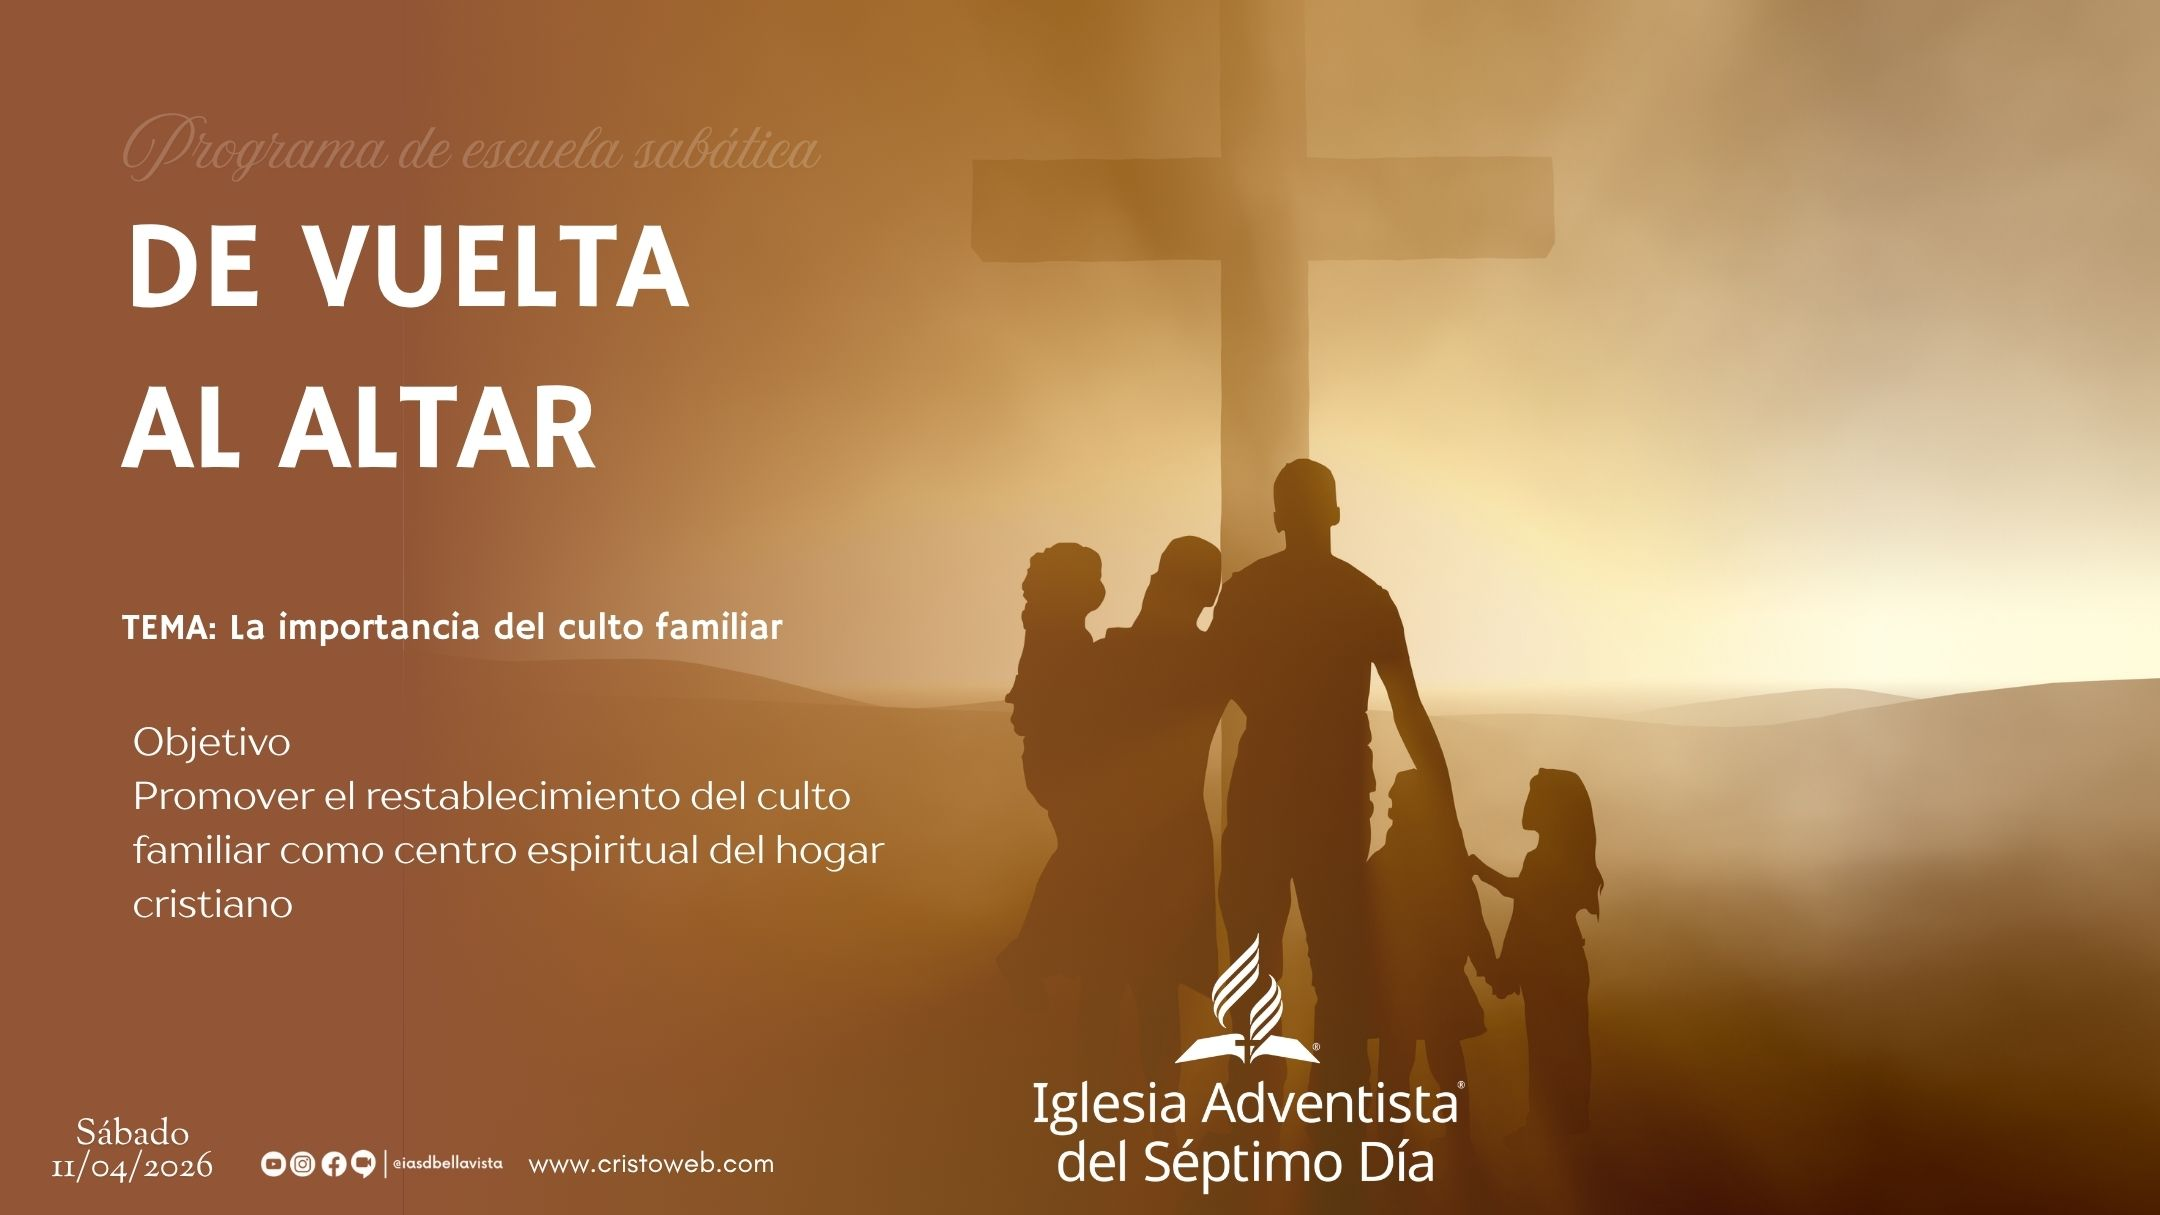 Programa de escuela sabática
DE VUELTA
AL ALTAR
TEMA: La importancia del culto familiar
Objetivo
Promover el restablecimiento del culto
familiar como centro espiritual del hogar
cristiano
Sábado
11/04/2026
@iasdbellavista
www.cristoweb.com
Iglesia Adventista®
del Séptimo Día